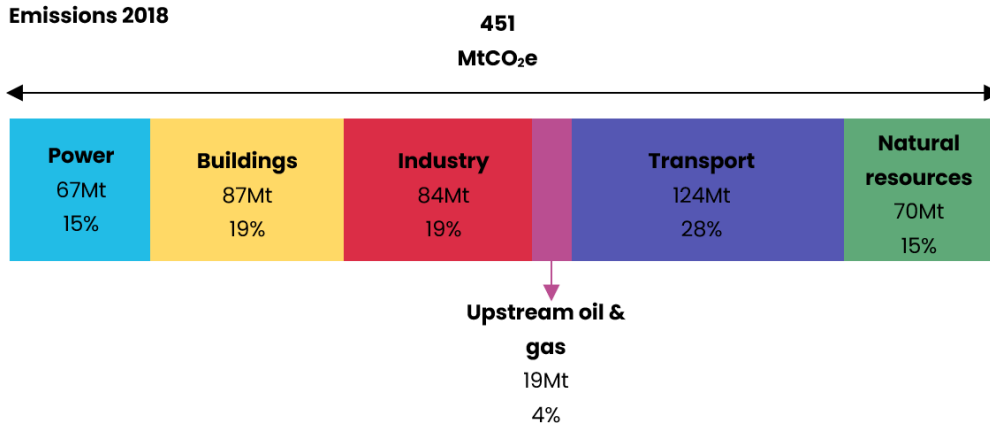 Emissions 2018
451
MtCO₂e
Power
67Mt
15%
Buildings
87Mt
19%
Industry
84Mt
19%
Transport
124Mt
28%
Natural
resources
70Mt
15%
Upstream oil &
gas
19Mt
4%